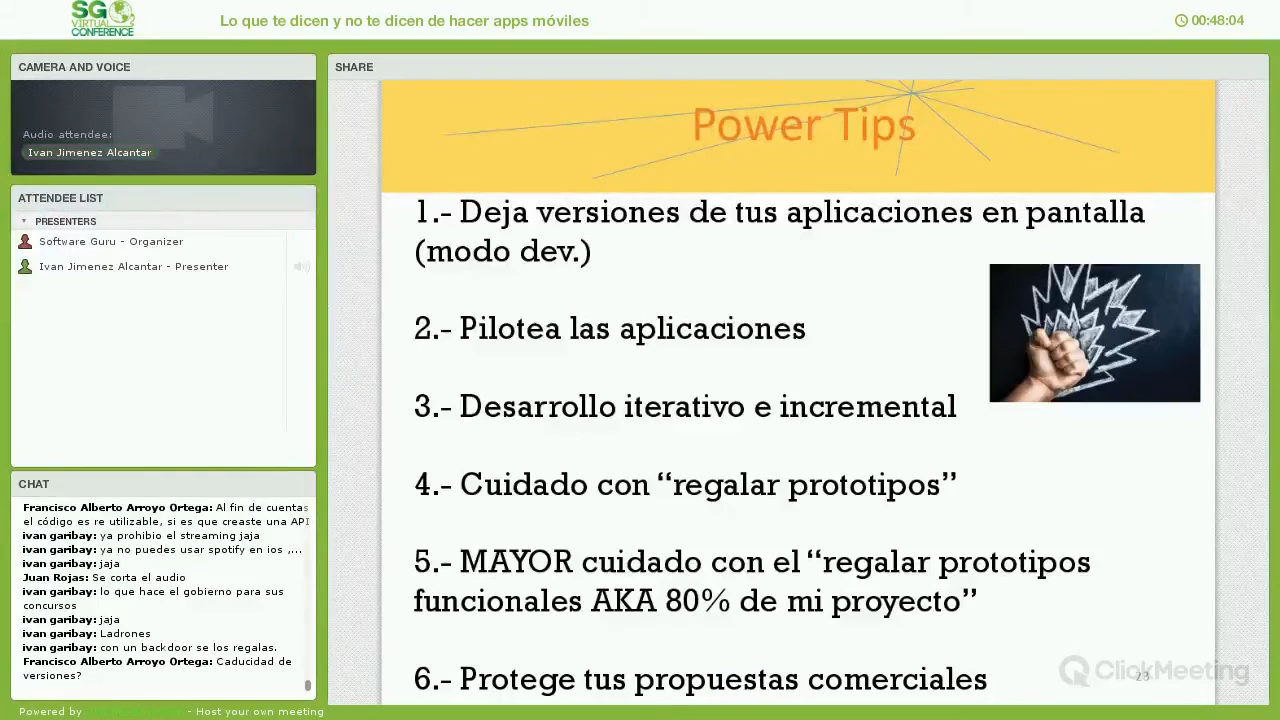 SG
VIRTUAL
CONFERENCE
Lo que te dicen y no te dicen de hacer apps móviles
00:48:04
CAMERA AND VOICE
Audio attendee:
Ivan Jimenez Alcantar
ATTENDEE LIST
PRESENTERS
Software Guru - Organizer
Ivan Jimenez Alcantar - Presenter
CHAT
Francisco Alberto Arroyo Ortega: Al fin de cuentas
el código es re utilizable, si es que creaste una API
ivan garibay: ya prohibio el streaming jaja
ivan garibay: ya no puedes usar spotify en ios ,...
ivan garibay: jaja
Juan Rojas: Se corta el audio
ivan garibay: lo que hace el gobierno para sus
concursos
ivan garibay: jaja
ivan garibay: Ladrones
ivan garibay: con un backdoor se los regalas.
Francisco Alberto Arroyo Ortega: Caducidad de
versiones?
Powered by
- Host your own meeting
SHARE
Power Tips
1.- Deja versiones de tus aplicaciones en pantalla
(modo dev.)
2.- Pilotea las aplicaciones
3.- Desarrollo iterativo e incremental
4.- Cuidado con “regalar prototipos”
5.- MAYOR cuidado con el “regalar prototipos
funcionales AKA 80% de mi proyecto”
6.- Protege tus propuestas comerciales
23
ClickMeeting